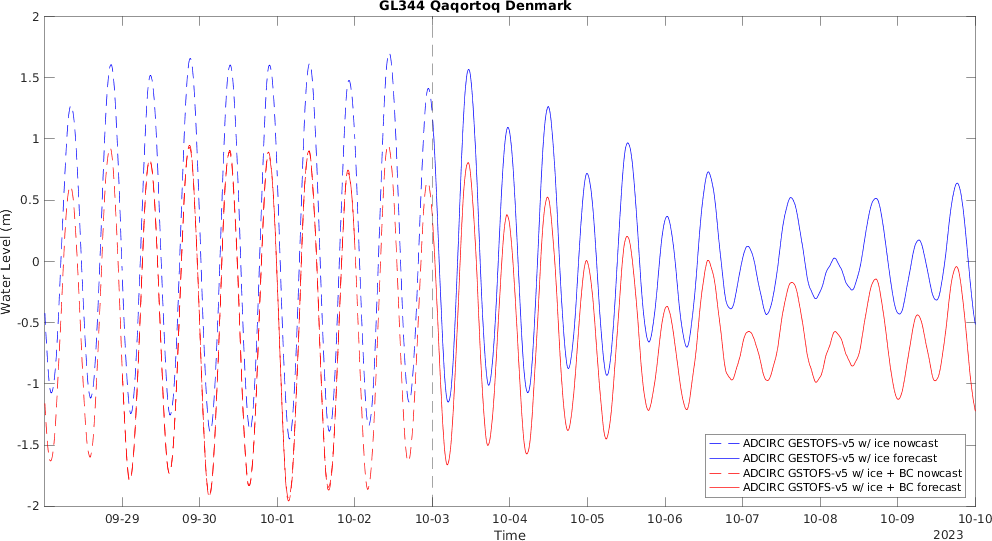 GL344 Qaqortoq Denmark
Water Level (m)
2
1.5
1
0.5
0
-0.5
-1
-1.5
-2
ADCIRC GESTOFS-v5 w/ ice nowcast
ADCIRC GESTOFS-v5 w/ ice forecast
ADCIRC GSTOFS-v5 w/ ice + BC nowcast
ADCIRC GSTOFS-v5 w/ ice + BC forecast
09-29 09-30 10-01 10-02 10-03 10-04 10-05 10-06 10-07 10-08 10-09 10-10
Time
2023